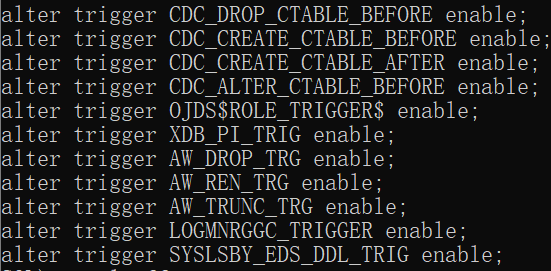 alter trigger CDC_DROP_CTABLE_BEFORE enable;
alter trigger CDC_CREATE_CTABLE_BEFORE enable;
alter trigger CDC_CREATE_CTABLE_AFTER enable;
alter trigger CDC_ALTER_CTABLE_BEFORE enable;
alter trigger OJDS$ROLE_TRIGGER$ enable;
alter trigger XDB_PI_TRIG enable;
alter trigger AW_DROP_TRG enable;
alter trigger AW_REN_TRG enable;
alter trigger AW_TRUNC_TRG enable;
alter trigger LOGMNRGGC_TRIGGER enable;
alter trigger SYSLSBY_EDS_DDL_TRIG enable;